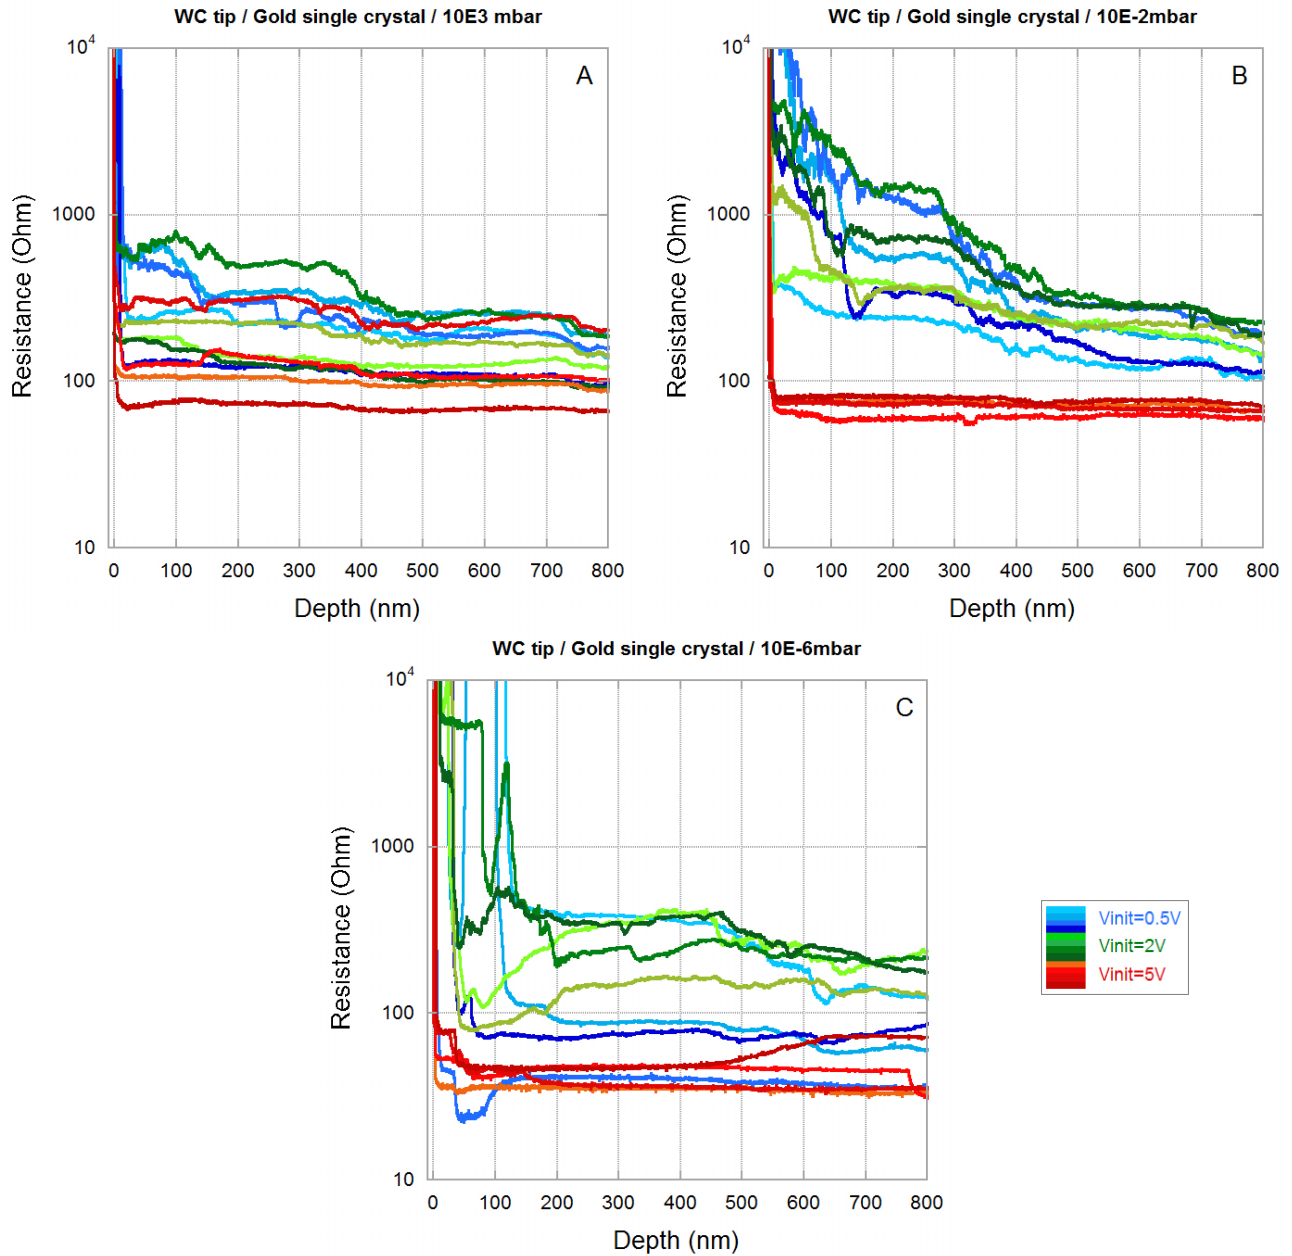 WC tip / Gold single crystal / 10E3 mbar
A
10⁴
1000
100
10
Resistance (Ohm)
0 100 200 300 400 500 600 700 800
Depth (nm)
WC tip / Gold single crystal / 10E-2mbar
B
10⁴
1000
100
10
Resistance (Ohm)
0 100 200 300 400 500 600 700 800
Depth (nm)
WC tip / Gold single crystal / 10E-6mbar
C
10⁴
1000
100
10
Resistance (Ohm)
0 100 200 300 400 500 600 700 800
Depth (nm)
Vinit=0.5V
Vinit=2V
Vinit=5V